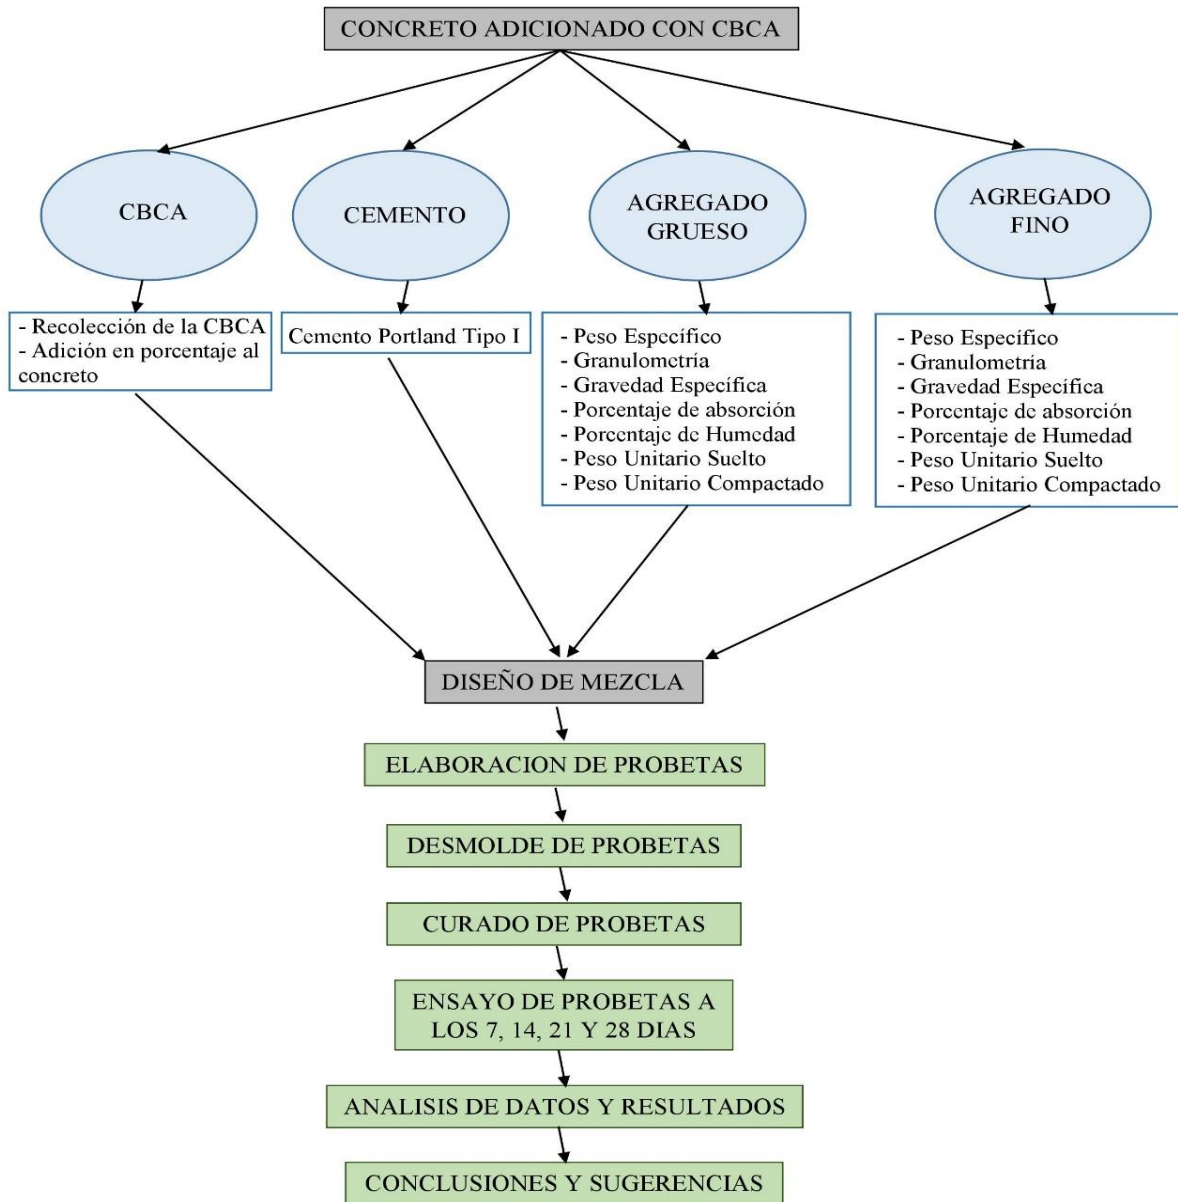 CONCRETO ADICIONADO CON CBCA
CBCA
CEMENTO
AGREGADO
GRUESO
AGREGADO
FINO
- Recolección de la CBCA
- Adición en porcentaje al
concreto
Cemento Portland Tipo I
- Peso Específico
- Granulometría
- Gravedad Específica
- Porcentaje de absorción
- Porcentaje de Humedad
- Peso Unitario Suelto
- Peso Unitario Compactado
- Peso Específico
- Granulometría
- Gravedad Específica
- Porcentaje de absorción
- Porcentaje de Humedad
- Peso Unitario Suelto
- Peso Unitario Compactado
DISEÑO DE MEZCLA
ELABORACION DE PROBETAS
DESMOLDE DE PROBETAS
CURADO DE PROBETAS
ENSAYO DE PROBETAS A
LOS 7, 14, 21 Y 28 DIAS
ANALISIS DE DATOS Y RESULTADOS
CONCLUSIONES Y SUGERENCIAS